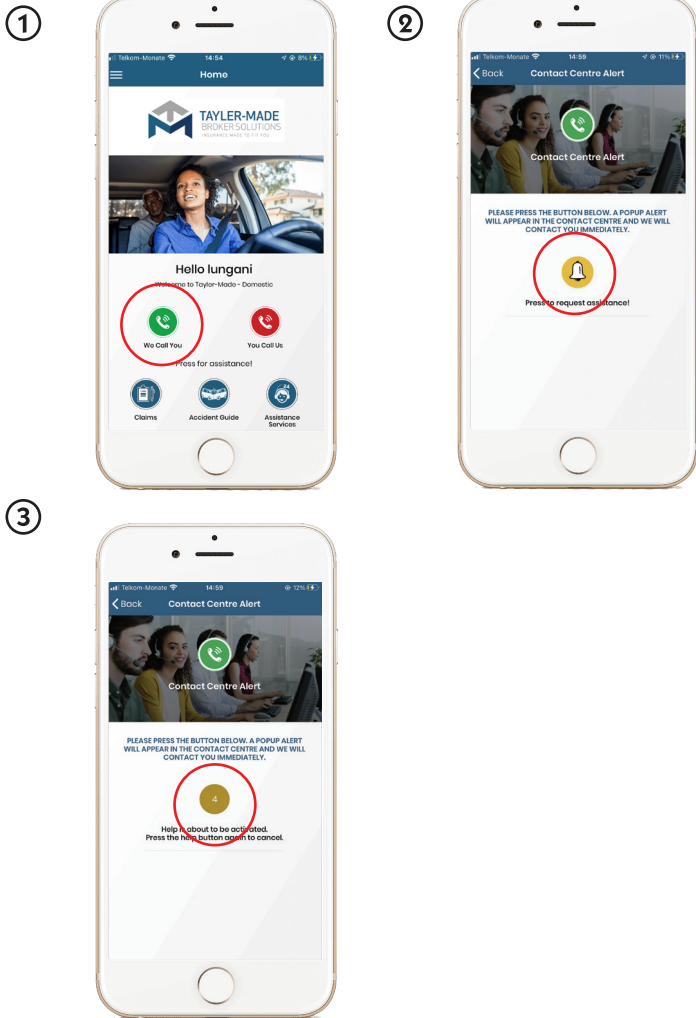 1
Telkom-Monate 14:54 8%
Home
TAYLER-MADE
BROKER SOLUTIONS
INSURANCE MADE TO FIT YOU
Hello lungani
Welcome to Taylor-Made - Domestic
We Call You
You Call Us
Press for assistance!
Claims
Accident Guide
24
Assistance
Services
2
Telkom-Monate 14:59 11%
Back Contact Centre Alert
Contact Centre Alert
PLEASE PRESS THE BUTTON BELOW. A POPUP ALERT
WILL APPEAR IN THE CONTACT CENTRE AND WE WILL
CONTACT YOU IMMEDIATELY.
Press to request assistance!
3
Telkom-Monate 14:59 12%
Back Contact Centre Alert
Contact Centre Alert
PLEASE PRESS THE BUTTON BELOW. A POPUP ALERT
WILL APPEAR IN THE CONTACT CENTRE AND WE WILL
CONTACT YOU IMMEDIATELY.
4
Help is about to be activated.
Press the help button again to cancel.